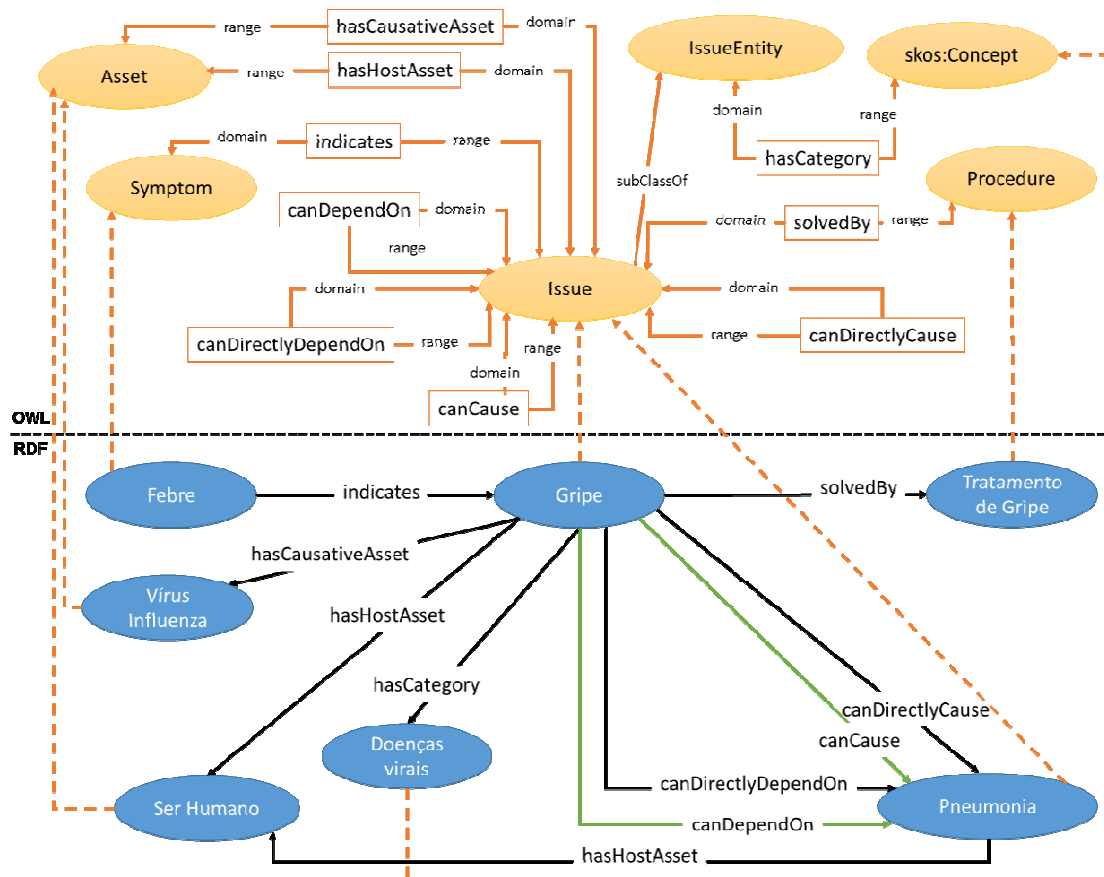 hasCausativeAsset
range
domain
IssueEntity
skos:Concept
Asset
range
hasHostAsset
domain
domain
range
domain
indicates
range
hasCategory
Symptom
subClassOf
Procedure
canDependOn
domain
domain
solvedBy
range
range
Issue
domain
domain
canDirectlyDependOn
range
range
range
canDirectlyCause
domain
canCause
OWL
RDF
Febre
indicates
Gripe
solvedBy
Tratamento
de Gripe
hasCausativeAsset
Vírus
Influenza
hasHostAsset
hasCategory
canDirectlyCause
Doenças
virais
canCause
canDirectlyDependOn
Ser Humano
Pneumonia
canDependOn
hasHostAsset